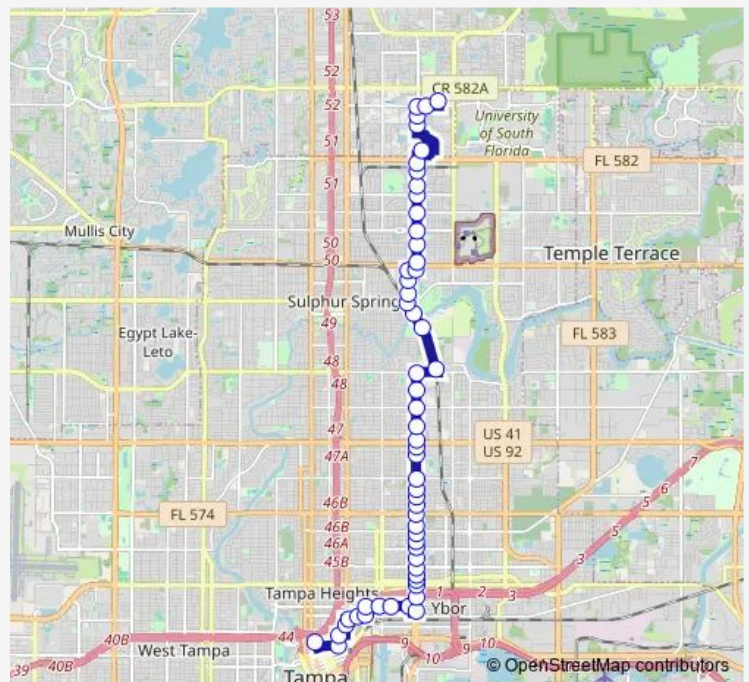 53
52
CR 582A
52
University
of South
Florida
51
FL 582
51
Mullis City
50
50
Temple Terrace
Sulphur Spring
49
Egypt Lake-
Leto
FL 583
48
48
47
US 41
US 92
47A
7
6
5
46B
FL 574
46B
5
46A
3
45B
Tampa Heights
1
2
3
Ybor
40B
44
9
10
West Tampa
9
10
39
40B
Tampa
© OpenStreetMap contributors